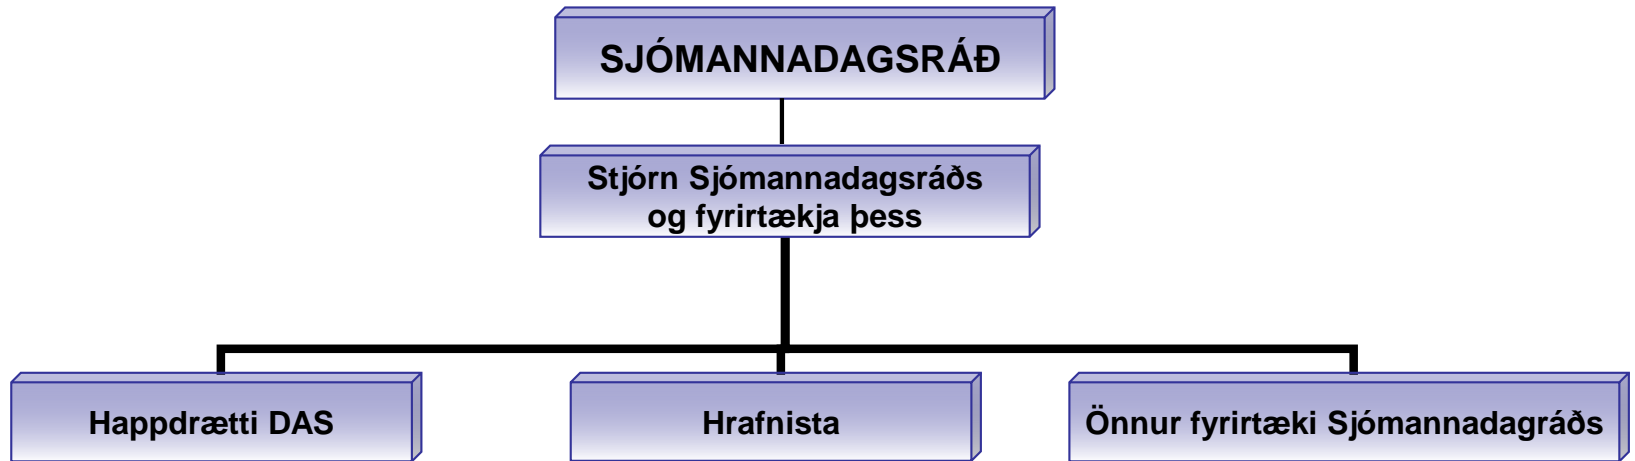 SJÓMANNADAGSRÁÐ
Stjórn Sjómannadagsráðs
og fyrirtækja þess
Happdrætti DAS
Hrafnista
Önnur fyrirtæki Sjómannadagráðs